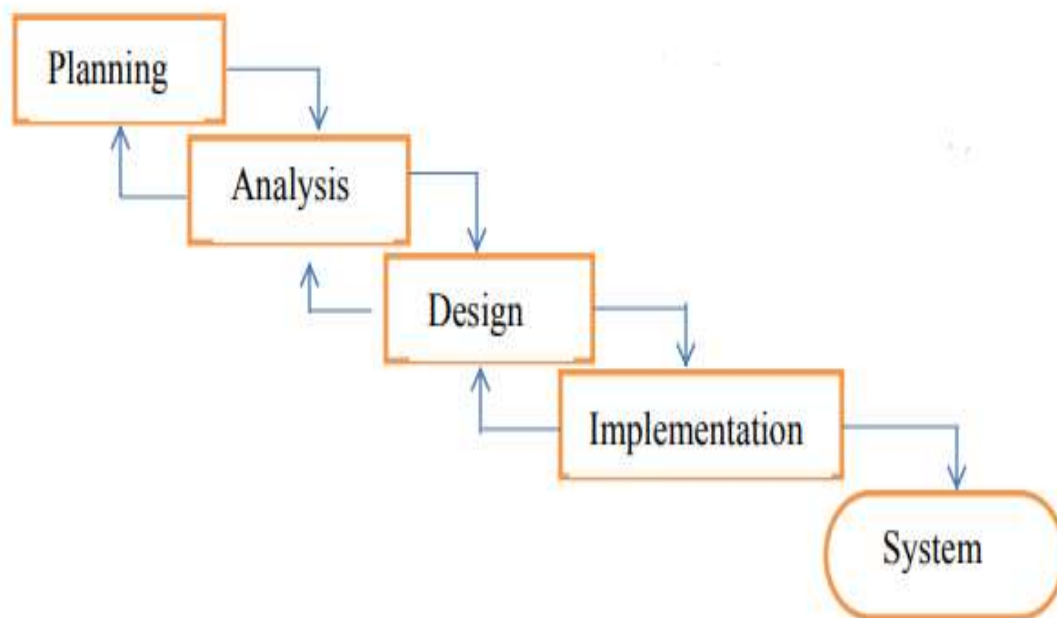 Planning
Analysis
Design
Implementation
System